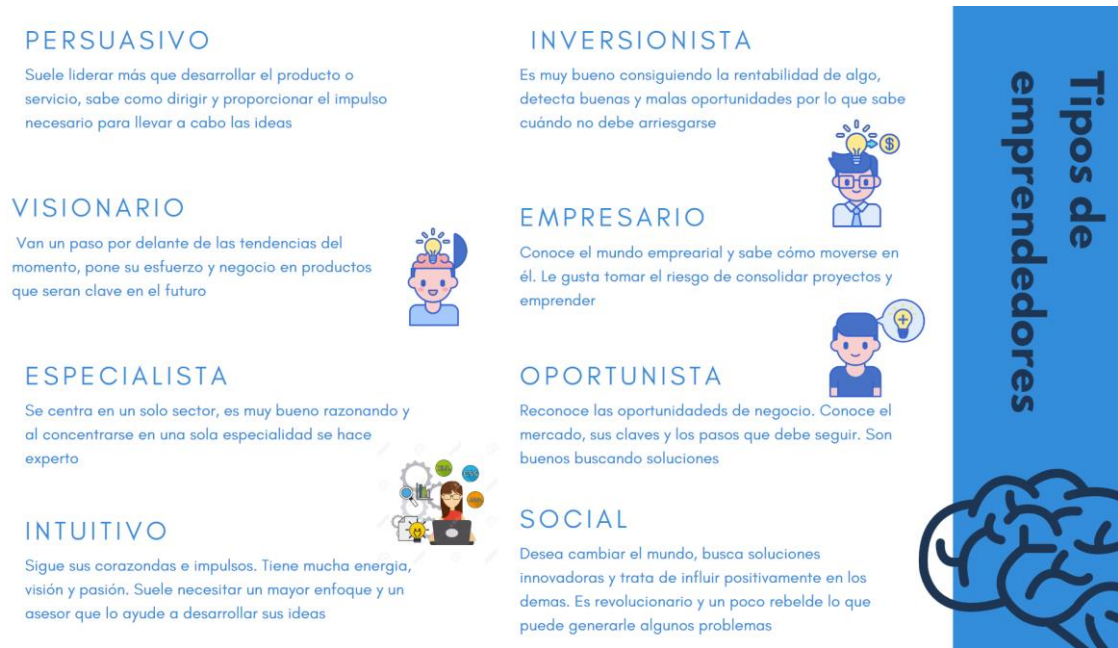 PERSUASIVO
Suele liderar más que desarrollar el producto o
servicio, sabe como dirigir y proporcionar el impulso
necesario para llevar a cabo las ideas
VISIONARIO
Van un paso por delante de las tendencias del
momento, pone su esfuerzo y negocio en productos
que seran clave en el futuro
ESPECIALISTA
Se centra en un solo sector, es muy bueno razonando y
al concentrarse en una sola especialidad se hace
experto
INTUITIVO
Sigue sus corazondas e impulsos. Tiene mucha energia,
visión y pasión. Suele necesitar un mayor enfoque y un
asesor que lo ayude a desarrollar sus ideas
INVERSIONISTA
Es muy bueno consiguiendo la rentabilidad de algo,
detecta buenas y malas oportunidades por lo que sabe
cuándo no debe arriesgarse
EMPRESARIO
Conoce el mundo emprearial y sabe cómo moverse en
él. Le gusta tomar el riesgo de consolidar proyectos y
emprender
OPORTUNISTA
Reconoce las oportunidadeds de negocio. Conoce el
mercado, sus claves y los pasos que debe seguir. Son
buenos buscando soluciones
SOCIAL
Desea cambiar el mundo, busca soluciones
innovadoras y trata de influir positivamente en los
demas. Es revolucionario y un poco rebelde lo que
puede generarle algunos problemas
Tipos de
emprendedores